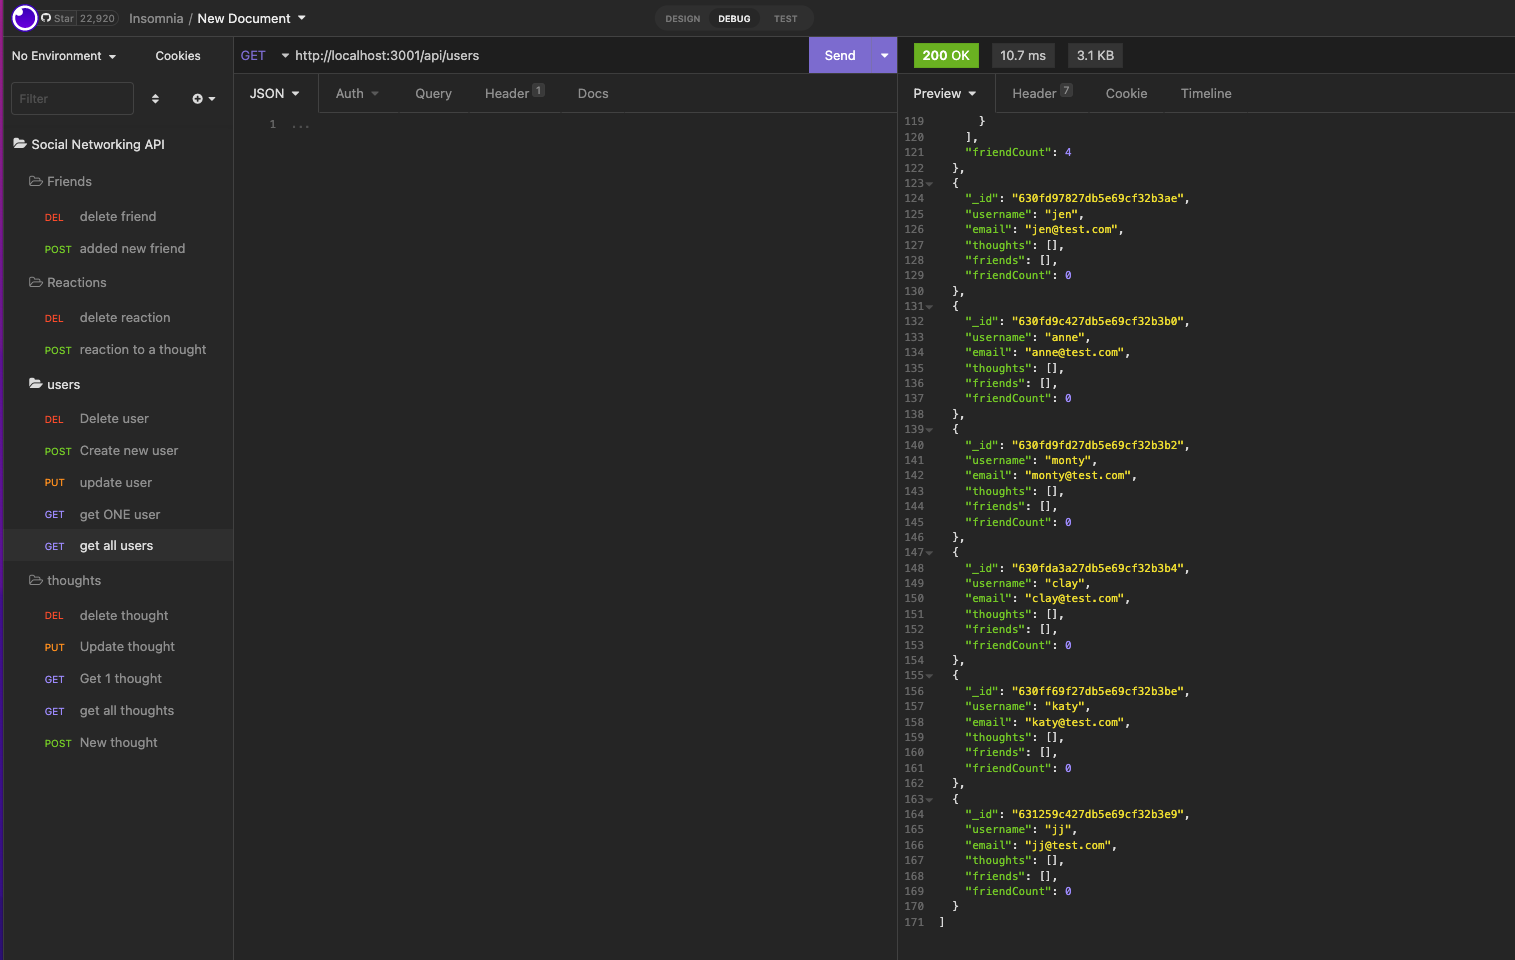 Star 22,920 Insomnia / New Document
DESIGN DEBUG TEST
No Environment Cookies
GET http://localhost:3001/api/users Send
200 OK 10.7 ms 3.1 KB
Filter
JSON Auth Query Header 1 Docs
Preview Header 7 Cookie Timeline
Social Networking API
Friends
DEL delete friend
POST added new friend
Reactions
DEL delete reaction
POST reaction to a thought
users
DEL Delete user
POST Create new user
PUT update user
GET get ONE user
GET get all users
thoughts
DEL delete thought
PUT Update thought
GET Get 1 thought
GET get all thoughts
POST New thought
1 ...
119 }
120 ],
121 "friendCount": 4
122 },
123 {
124 "_id": "630fd97827db5e69cf32b3ae",
125 "username": "jen",
126 "email": "jen@test.com",
127 "thoughts": [],
128 "friends": [],
129 "friendCount": 0
130 },
131 {
132 "_id": "630fd9c427db5e69cf32b3b0",
133 "username": "anne",
134 "email": "anne@test.com",
135 "thoughts": [],
136 "friends": [],
137 "friendCount": 0
138 },
139 {
140 "_id": "630fd9fd27db5e69cf32b3b2",
141 "username": "monty",
142 "email": "monty@test.com",
143 "thoughts": [],
144 "friends": [],
145 "friendCount": 0
146 },
147 {
148 "_id": "630fda3a27db5e69cf32b3b4",
149 "username": "clay",
150 "email": "clay@test.com",
151 "thoughts": [],
152 "friends": [],
153 "friendCount": 0
154 },
155 {
156 "_id": "630ff69f27db5e69cf32b3be",
157 "username": "katy",
158 "email": "katy@test.com",
159 "thoughts": [],
160 "friends": [],
161 "friendCount": 0
162 },
163 {
164 "_id": "631259c427db5e69cf32b3e9",
165 "username": "jj",
166 "email": "jj@test.com",
167 "thoughts": [],
168 "friends": [],
169 "friendCount": 0
170 }
171 ]